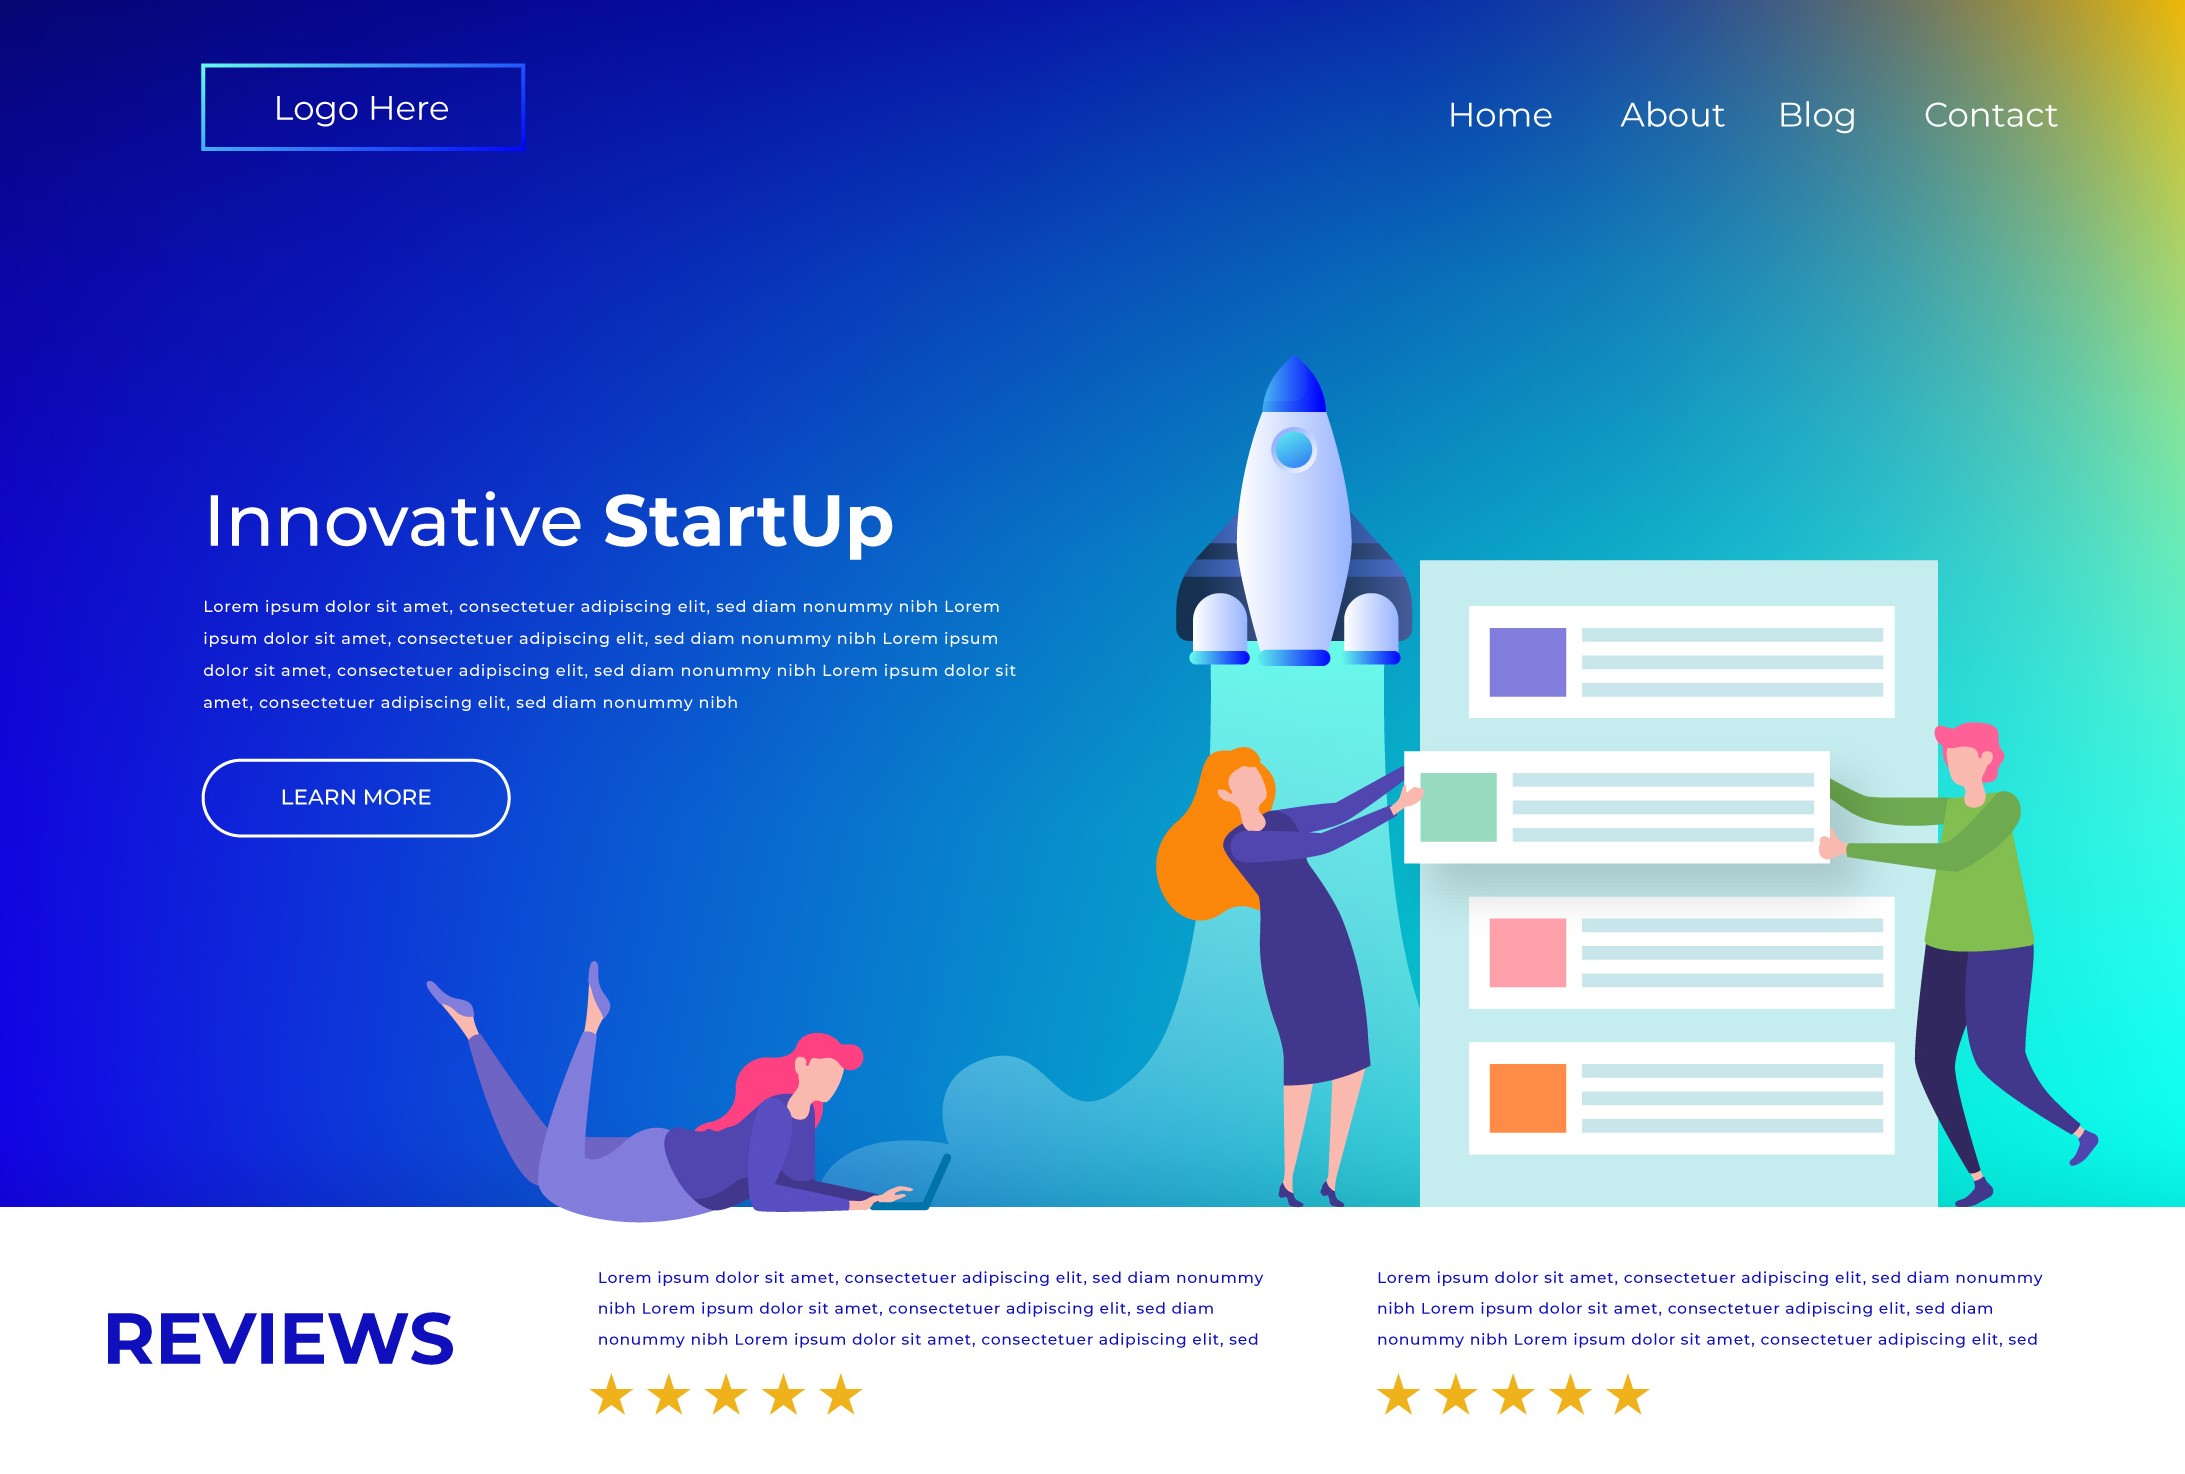 Logo Here
Home About Blog Contact
Innovative StartUp
Lorem ipsum dolor sit amet, consectetuer adipiscing elit, sed diam nonummy nibh Lorem
ipsum dolor sit amet, consectetuer adipiscing elit, sed diam nonummy nibh Lorem ipsum
dolor sit amet, consectetuer adipiscing elit, sed diam nonummy nibh Lorem ipsum dolor sit
amet, consectetuer adipiscing elit, sed diam nonummy nibh
LEARN MORE
REVIEWS
Lorem ipsum dolor sit amet, consectetuer adipiscing elit, sed diam nonummy
nibh Lorem ipsum dolor sit amet, consectetuer adipiscing elit, sed diam
nonummy nibh Lorem ipsum dolor sit amet, consectetuer adipiscing elit, sed
Lorem ipsum dolor sit amet, consectetuer adipiscing elit, sed diam nonummy
nibh Lorem ipsum dolor sit amet, consectetuer adipiscing elit, sed diam
nonummy nibh Lorem ipsum dolor sit amet, consectetuer adipiscing elit, sed